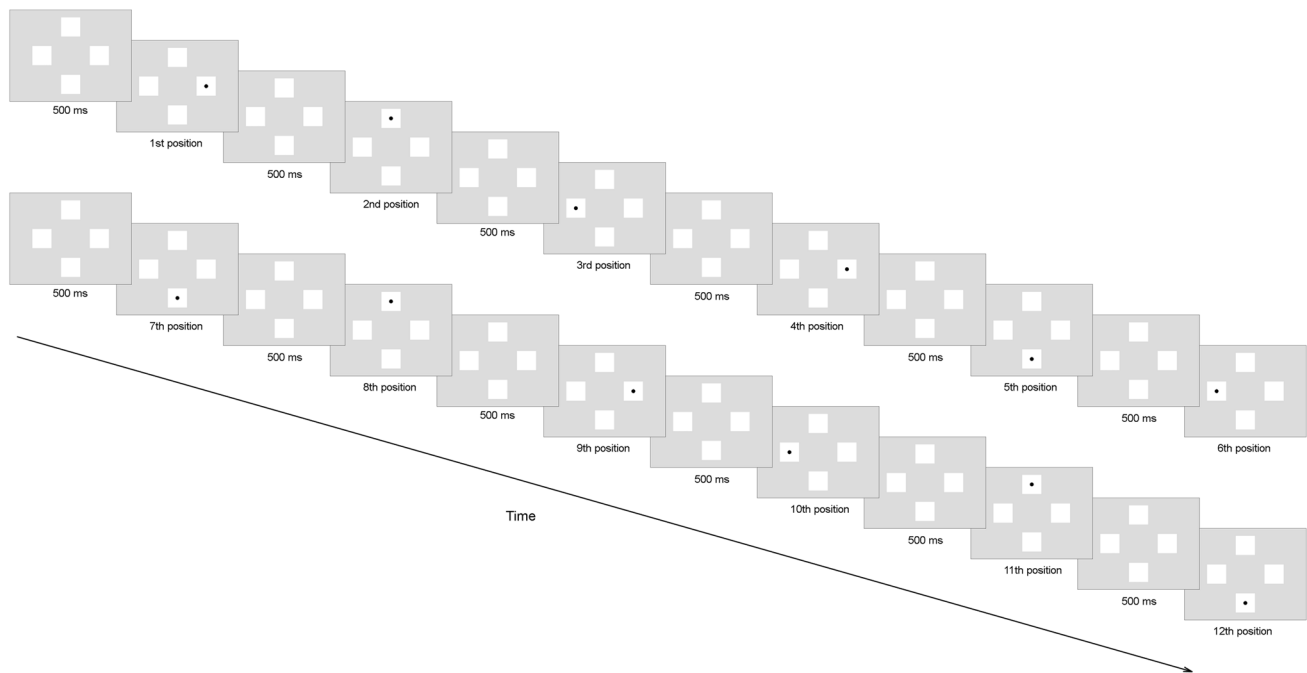 500 ms
1st position
500 ms
2nd position
500 ms
3rd position
500 ms
4th position
500 ms
5th position
500 ms
6th position
500 ms
7th position
500 ms
8th position
500 ms
9th position
500 ms
10th position
500 ms
11th position
500 ms
12th position
Time